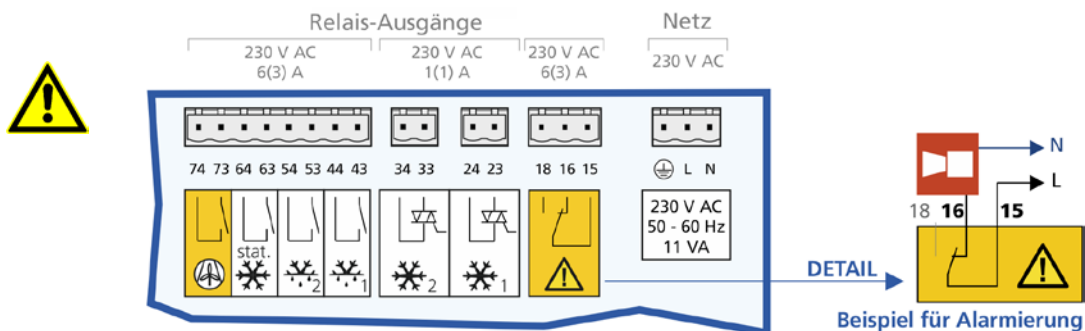 Relais-Ausgänge
Netz
230 V AC
6(3) A
230 V AC
1(1) A
230 V AC
6(3) A
230 V AC
74 73 64 63 54 53 44 43
34 33
24 23
18 16 15
L N
stat.
2
1
2
1
230 V AC
50 - 60 Hz
11 VA
N
L
18 16 15
DETAIL
Beispiel für Alarmierung